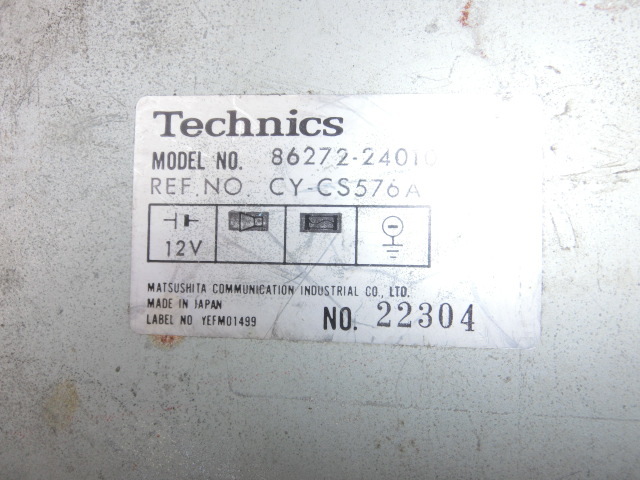 Technics
MODEL NO. 86272-24010
REF. NO. CY-CS576A
12V
MATSUSHITA COMMUNICATION INDUSTRIAL CO., LTD.
MADE IN JAPAN
LABEL NO YEFM01499
NO. 22304